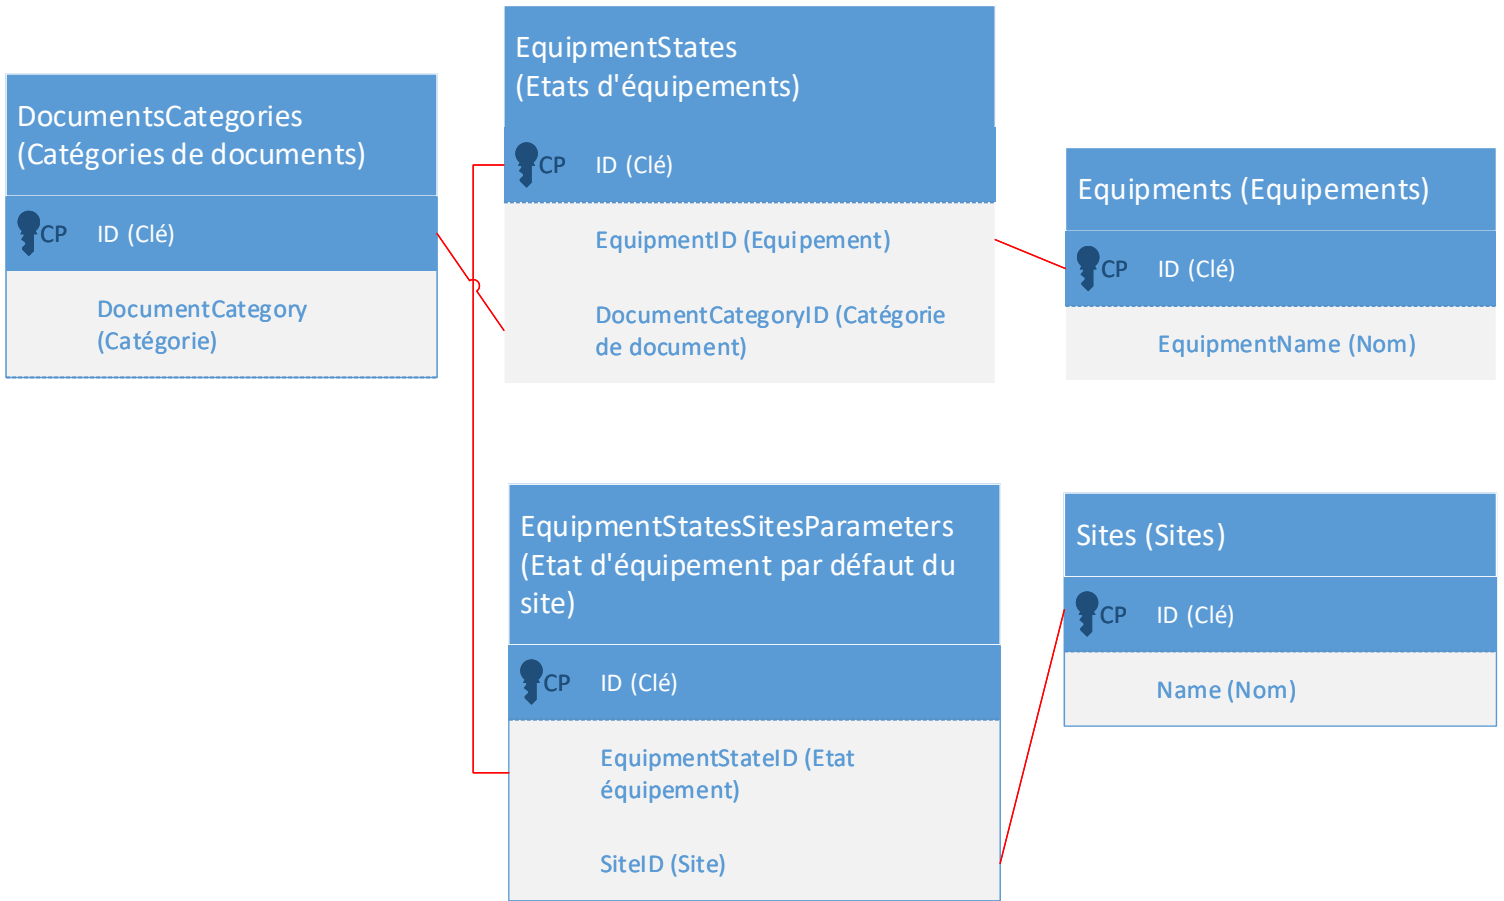 DocumentsCategories
(Catégories de documents)
CP ID (Clé)
DocumentCategory
(Catégorie)
EquipmentStates
(Etats d'équipements)
CP ID (Clé)
EquipmentID (Equipement)
DocumentCategoryID (Catégorie
de document)
Equipments (Equipements)
CP ID (Clé)
EquipmentName (Nom)
EquipmentStatesSitesParameters
(Etat d'équipement par défaut du
site)
CP ID (Clé)
EquipmentStateID (Etat
équipement)
SiteID (Site)
Sites (Sites)
CP ID (Clé)
Name (Nom)